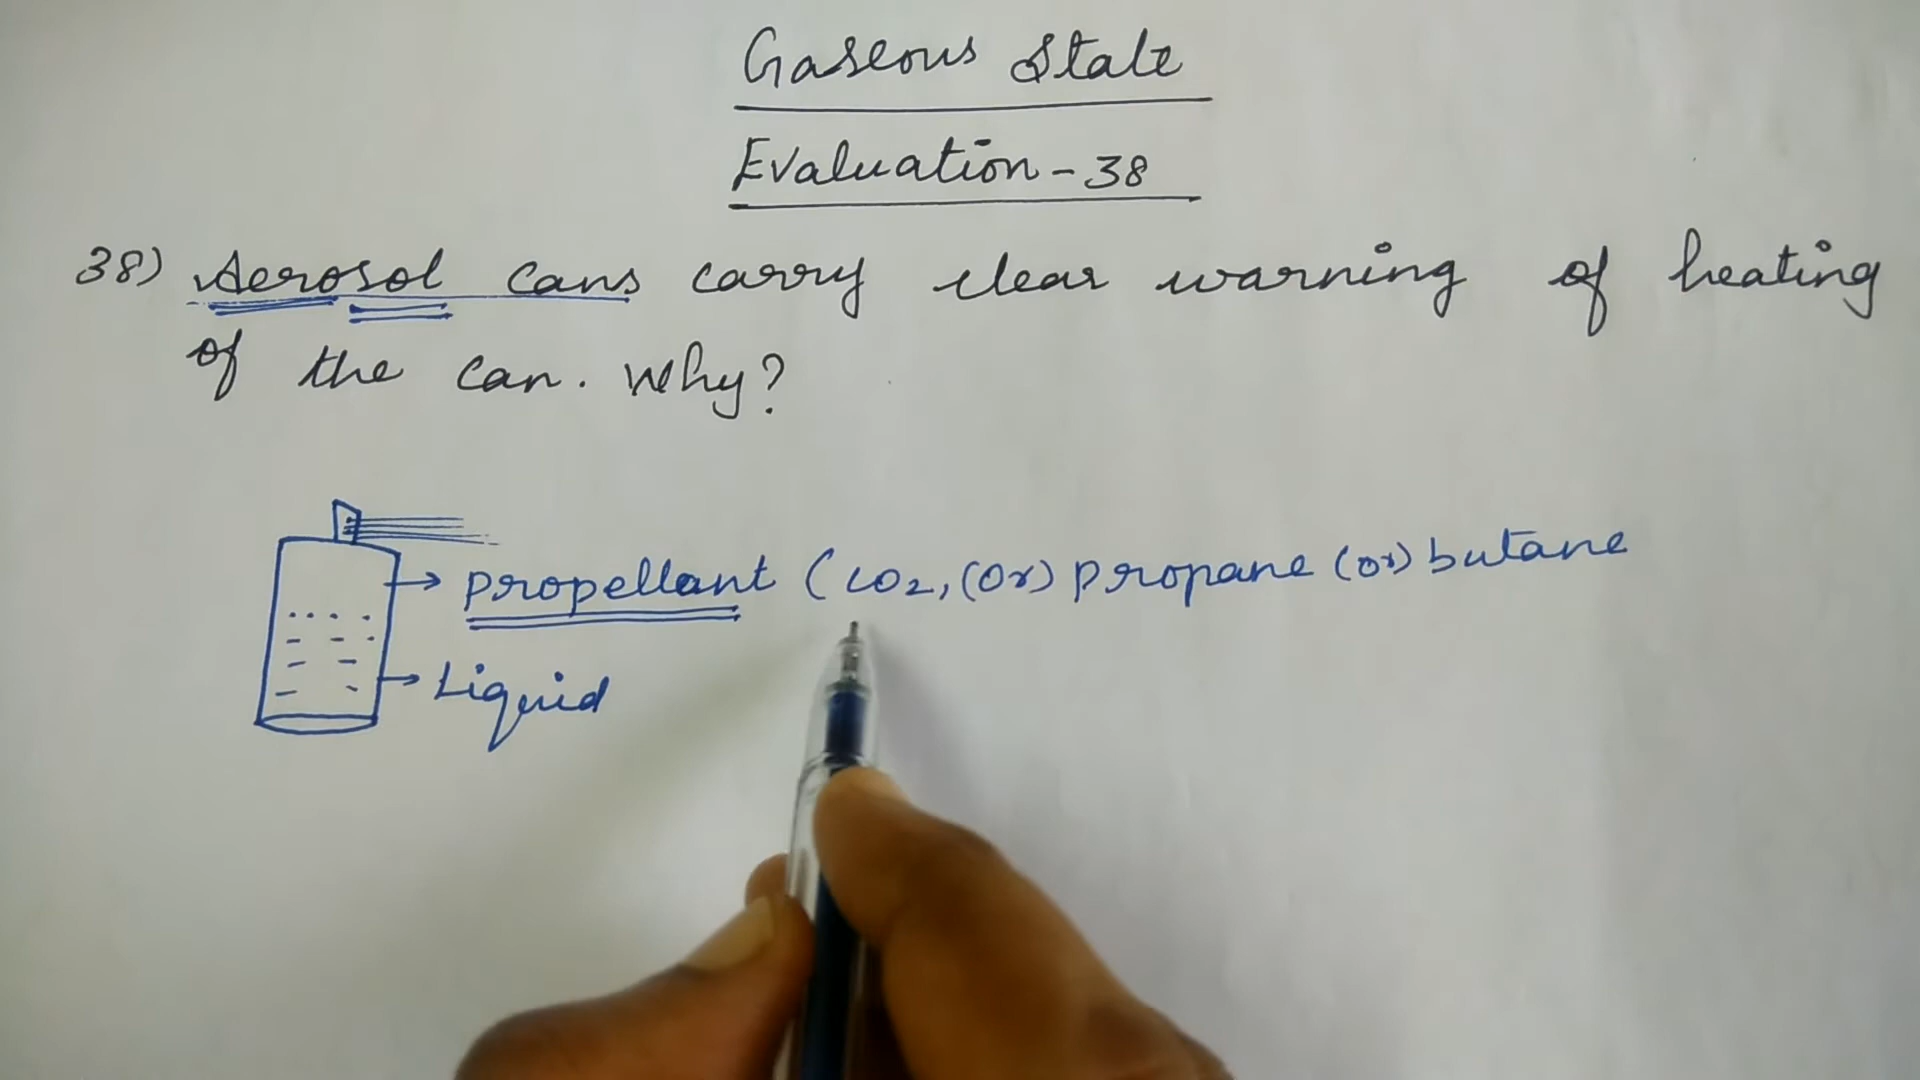 Gaseous State
Evaluation - 38
38) Aerosol cans carry clear warning of heating
of the can. Why?
Propellant (CO2, (Or) Propane (or) butane
Liquid